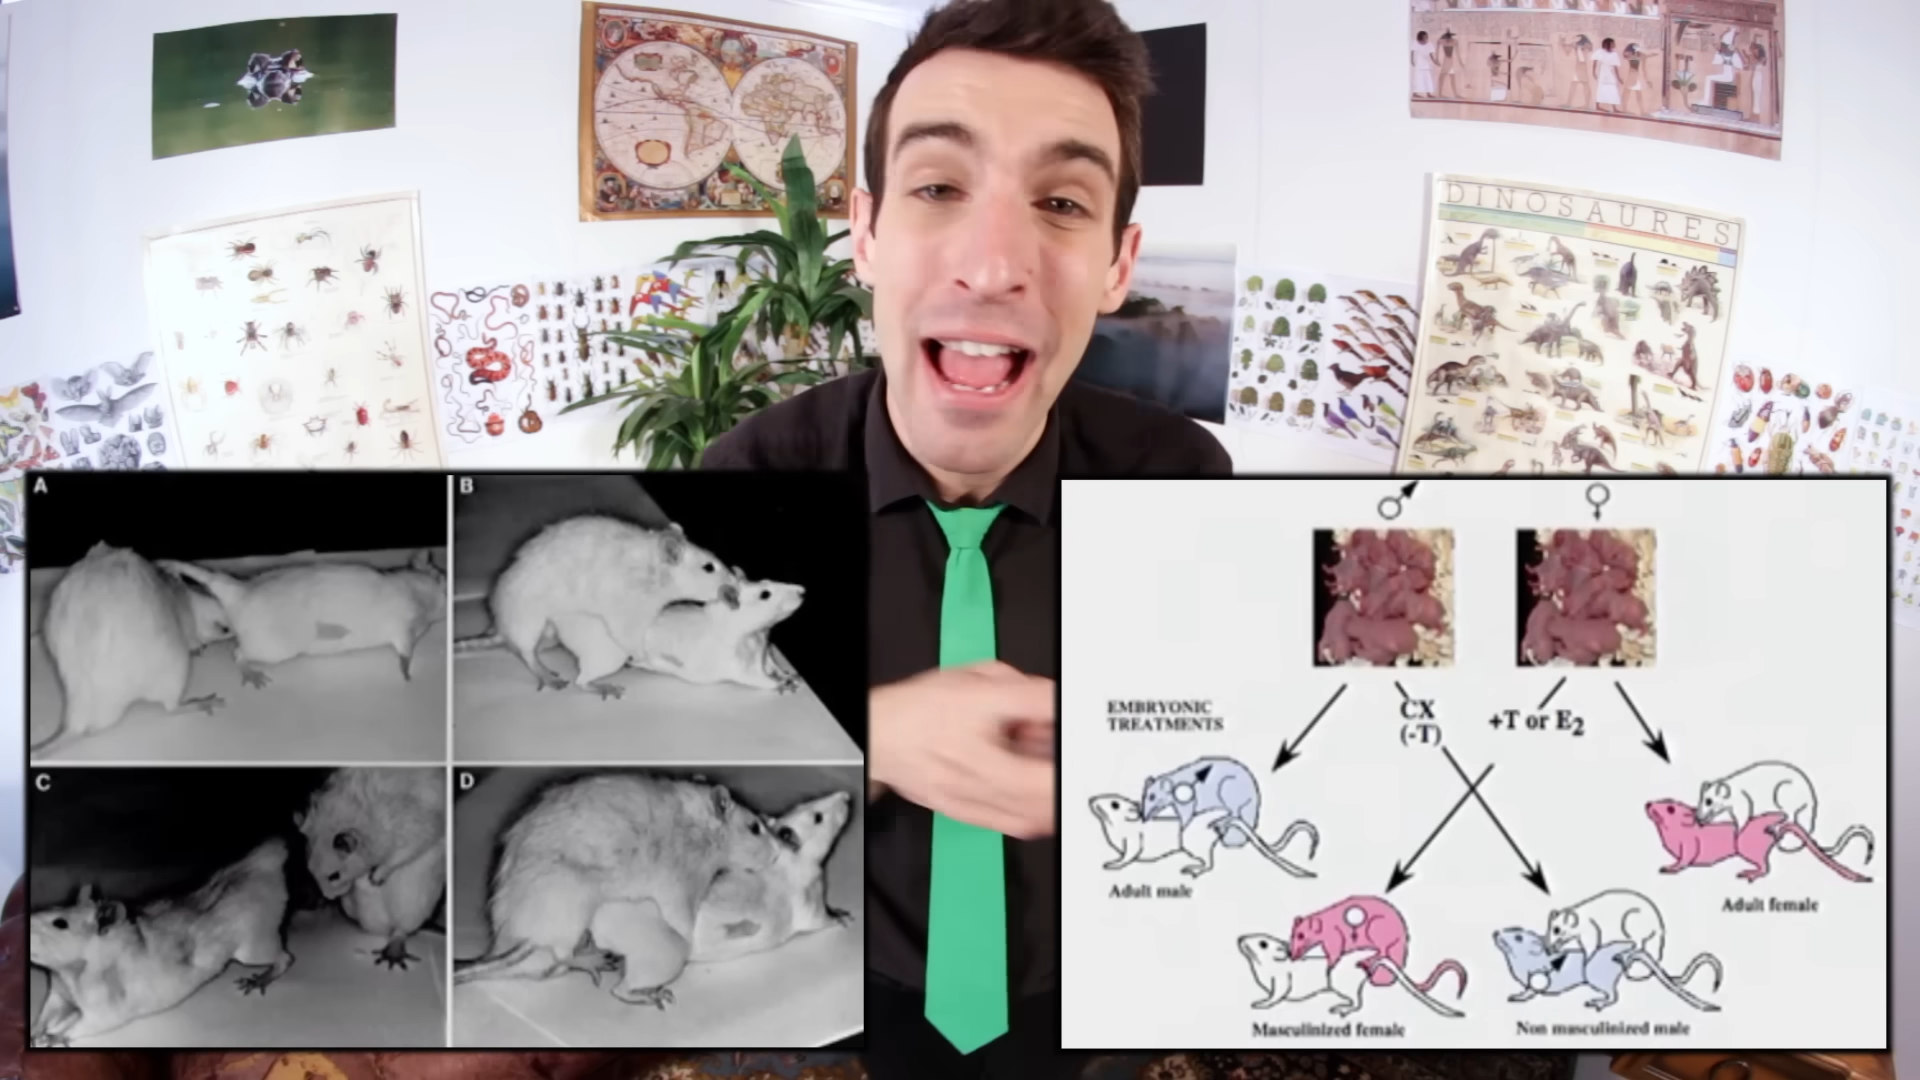 DINOSAURES
A
B
C
D
♂
♀
EMBRYONIC
TREATMENTS
CX
(-T)
+T or E₂
Adult male
Adult female
Masculinized female
Non masculinized male